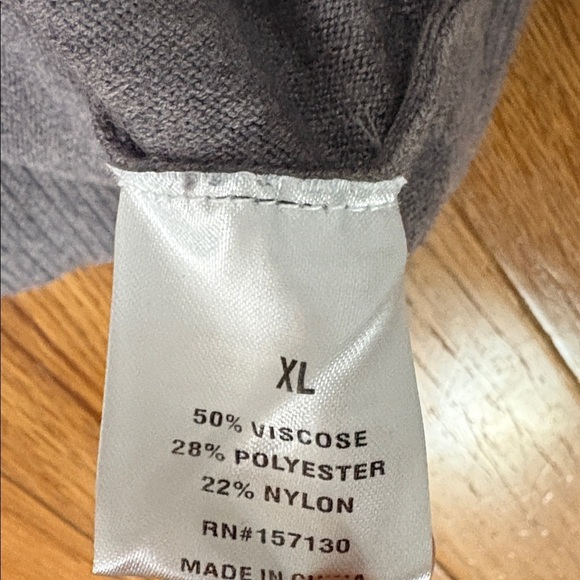 XL
50% VISCOSE
28% POLYESTER
22% NYLON
RN#157130
MADE IN CHINA